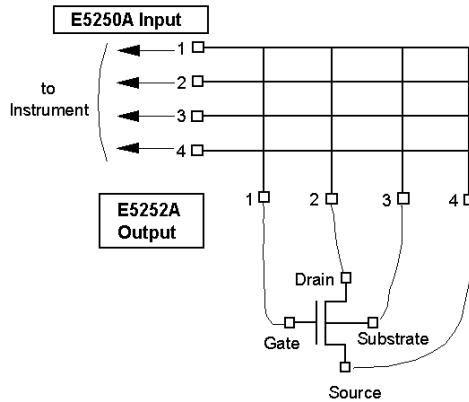 E5250A Input
1
2
to
Instrument
3
4
E5252A
Output
1
2
3
4
Drain
Gate
Substrate
Source